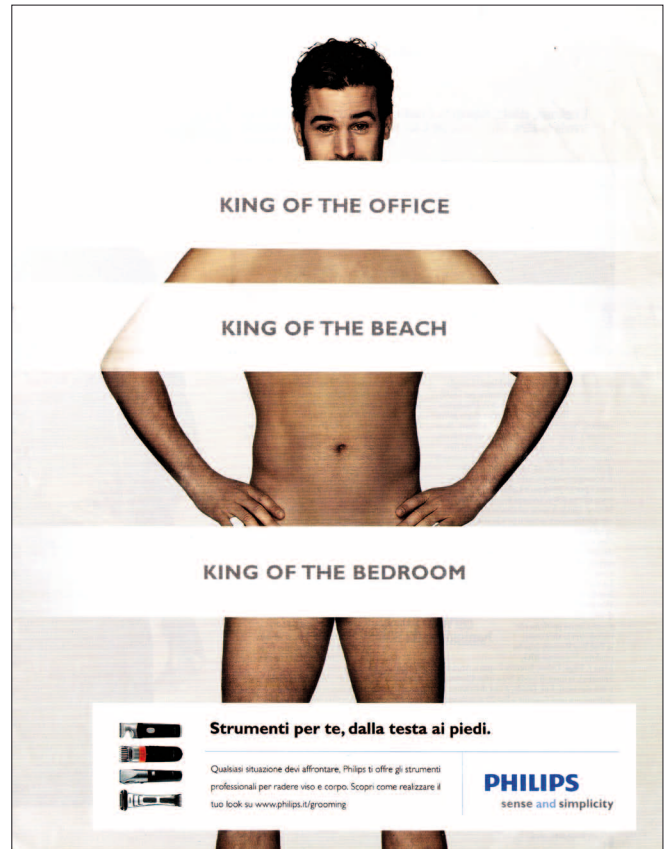 KING OF THE OFFICE
KING OF THE BEACH
KING OF THE BEDROOM
Strumenti per te, dalla testa ai piedi.
Qualsiasi situazione devi affrontare, Philips ti offre gli strumenti
professionali per radere viso e corpo. Scopri come realizzare il
tuo look su www.philips.it/grooming
PHILIPS
sense and simplicity